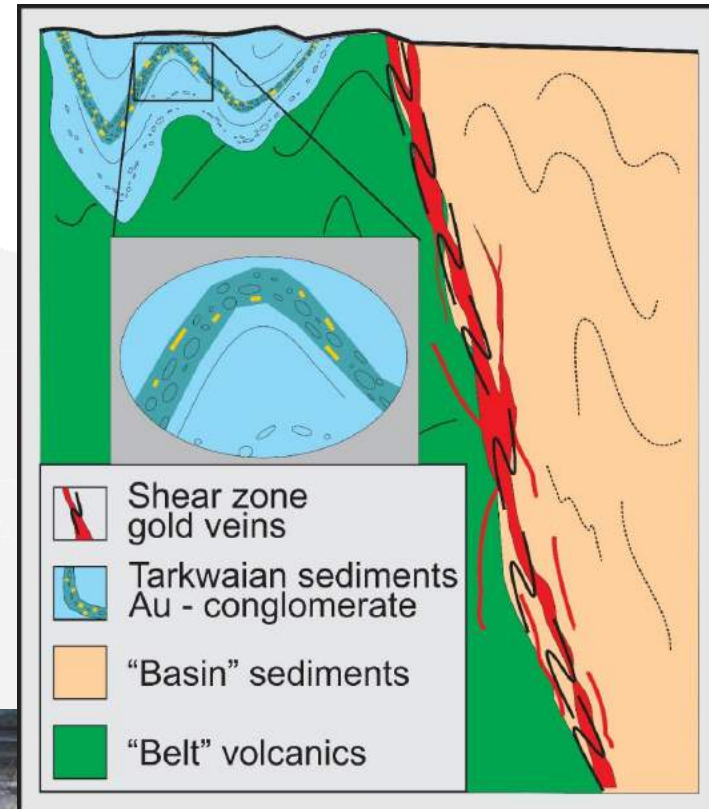 Shear zone
gold veins
Tarkwaian sediments
Au - conglomerate
“Basin” sediments
“Belt” volcanics